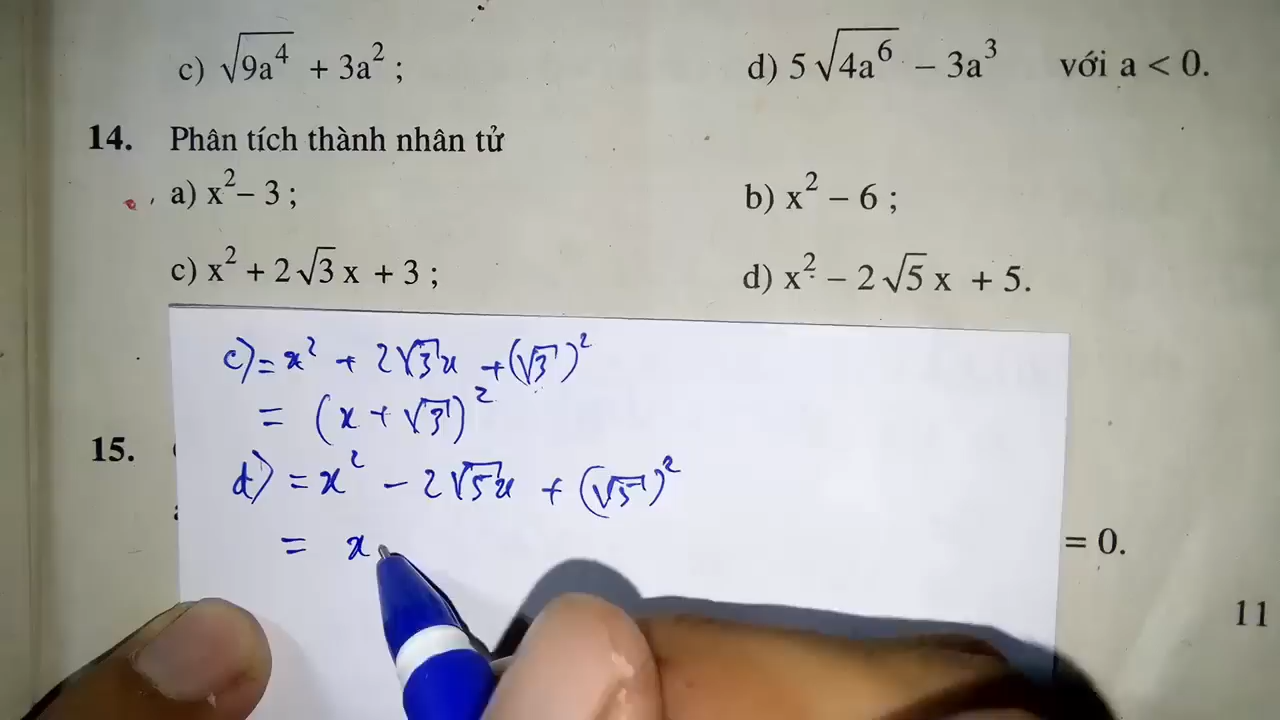 c) √9a⁴ + 3a² ; d) 5√4a⁶ – 3a³ với a < 0.
14. Phân tích thành nhân tử
a) x² – 3 ; b) x² – 6 ;
c) x² + 2√3 x + 3 ; d) x² – 2√5 x + 5.
c) = x² + 2√3 x + (√3)²
= (x + √3)²
15.
d) = x² - 2√5 x + (√5)²
= x
= 0.
11